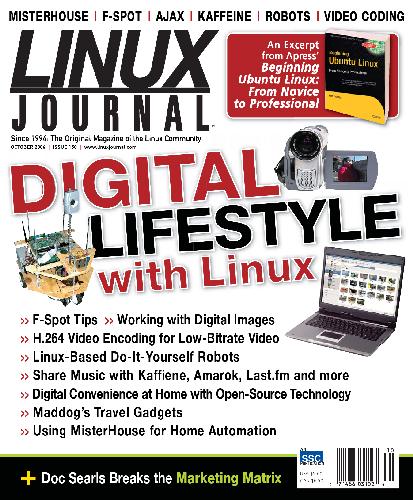 MISTERHOUSE | F-SPOT | AJAX | KAFFEINE | ROBOTS | VIDEO CODING
LINUX
JOURNAL
Since 1994: The Original Magazine of the Linux Community
OCTOBER 2006 | ISSUE 150 | www.linuxjournal.com
An Excerpt
from Apress'
Beginning
Ubuntu Linux:
From Novice
to Professional
Beginning
Ubuntu Linux
DIGITAL
LIFESTYLE
with Linux
>> F-Spot Tips >> Working with Digital Images
>> H.264 Video Encoding for Low-Bitrate Video
>> Linux-Based Do-It-Yourself Robots
>> Share Music with Kaffiene, Amarok, Last.fm and more
>> Digital Convenience at Home with Open-Source Technology
>> Maddog's Travel Gadgets
>> Using MisterHouse for Home Automation
SSC
+ Doc Searls Breaks the Marketing Matrix